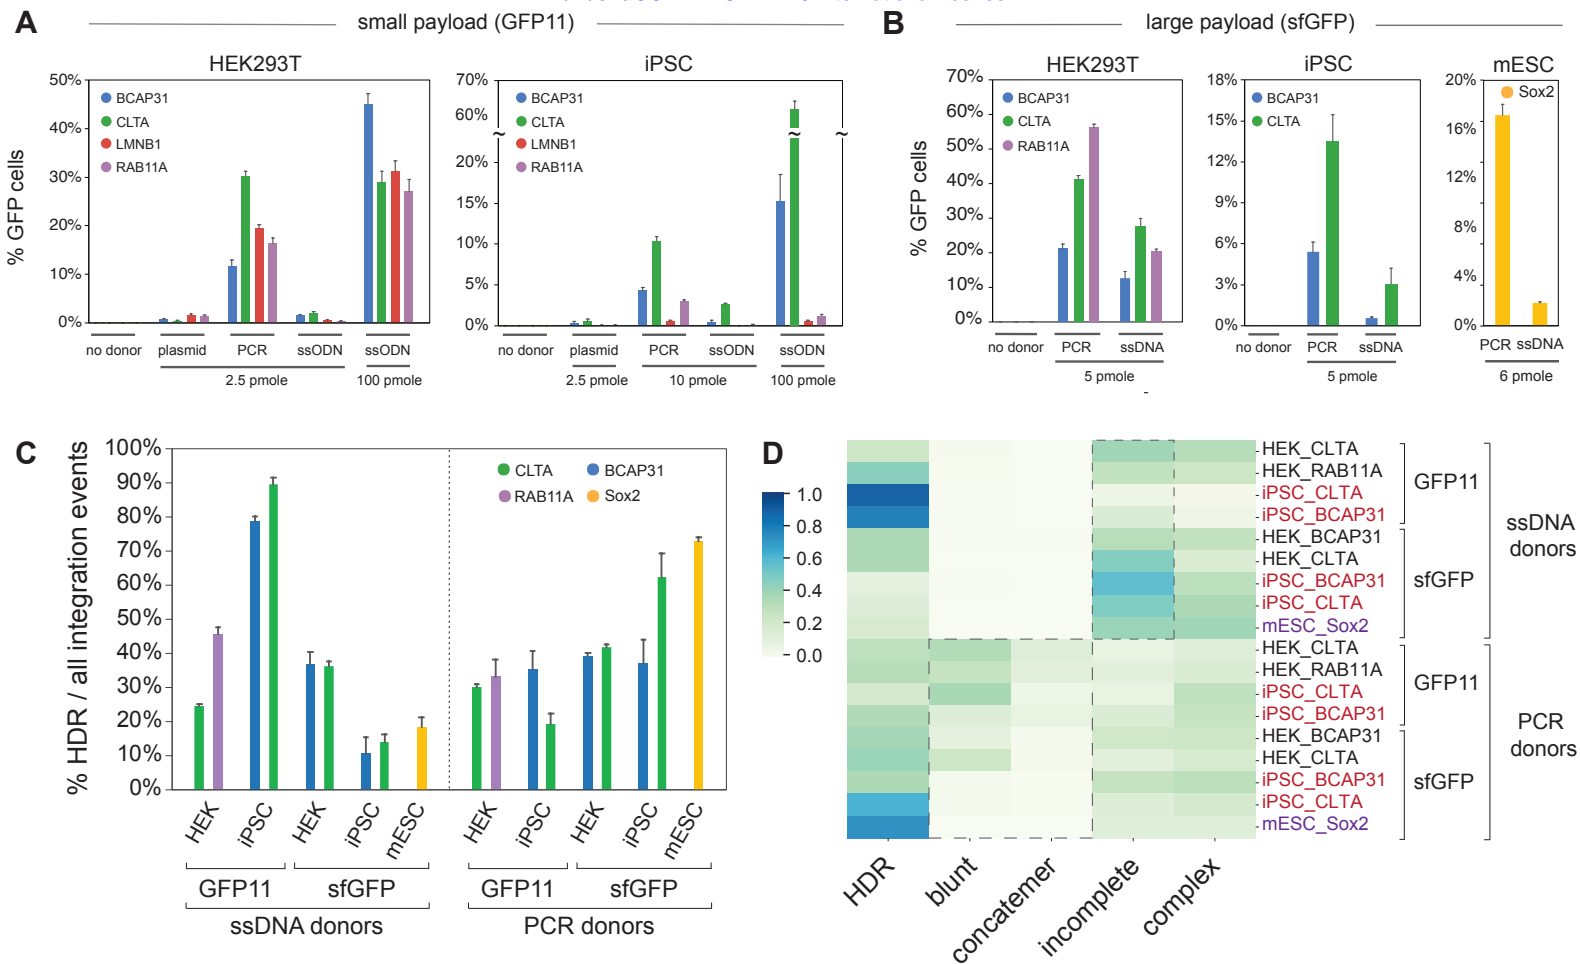 A
small payload (GFP11)
HEK293T
50%
40%
30%
20%
10%
0%
% GFP cells
BCAP31
CLTA
LMNB1
RAB11A
no donor
plasmid
PCR
ssODN
ssODN
2.5 pmole
100 pmole
iPSC
70%
60%
20%
15%
10%
5%
0%
~
~
~
BCAP31
CLTA
LMNB1
RAB11A
no donor
plasmid
PCR
ssODN
ssODN
2.5 pmole
10 pmole
100 pmole
B
large payload (sfGFP)
HEK293T
70%
60%
50%
40%
30%
20%
10%
0%
% GFP cells
BCAP31
CLTA
RAB11A
no donor
PCR
ssDNA
5 pmole
-
iPSC
18%
15%
12%
9%
6%
3%
0%
BCAP31
CLTA
no donor
PCR
ssDNA
5 pmole
mESC
20%
16%
12%
8%
4%
0%
Sox2
PCR ssDNA
6 pmole
C
% HDR / all integration events
100%
90%
80%
70%
60%
50%
40%
30%
20%
10%
0%
CLTA
BCAP31
RAB11A
Sox2
HEK
iPSC
HEK
iPSC
mESC
HEK
iPSC
HEK
iPSC
mESC
GFP11
sfGFP
GFP11
sfGFP
ssDNA donors
PCR donors
D
1.0
0.8
0.6
0.4
0.2
0.0
HEK_CLTA
HEK_RAB11A
iPSC_CLTA
iPSC_BCAP31
HEK_BCAP31
HEK_CLTA
iPSC_BCAP31
iPSC_CLTA
mESC_Sox2
HEK_CLTA
HEK_RAB11A
iPSC_CLTA
iPSC_BCAP31
HEK_BCAP31
HEK_CLTA
iPSC_BCAP31
iPSC_CLTA
mESC_Sox2
GFP11
sfGFP
GFP11
sfGFP
ssDNA
donors
PCR
donors
HDR
blunt
concatemer
incomplete
complex